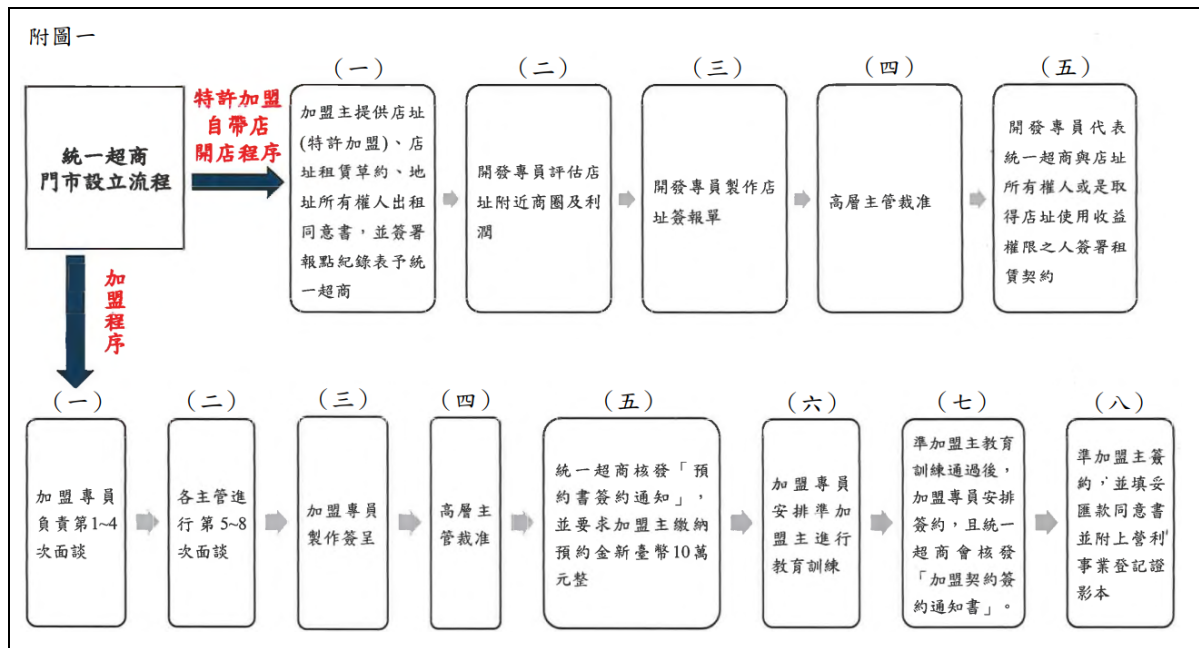 附圖一
統一超商
門市設立流程
特許加盟
自帶店
開店程序
(一)
加盟主提供店址
(特許加盟)、店
址租賃草約、地
址所有權人出租
同意書,並簽署
報點紀錄表予統
一超商
(二)
開發專員評估店
址附近商圈及利
潤
(三)
開發專員製作店
址簽報單
(四)
高層主管裁准
(五)
開發專員代表
統一超商與店址
所有權人或是取
得店址使用收益
權限之人簽署租
賃契約
加盟程序
(一)
加盟專員
負責第1~4
次面談
(二)
各主管進
行第5~8
次面談
(三)
加盟專員
製作簽呈
(四)
高層主
管裁准
(五)
統一超商核發「預
約書簽約通知」,
並要求加盟主繳納
預約金新臺幣10萬
元整
(六)
加盟專員
安排準加
盟主進行
教育訓練
(七)
準加盟主教育
訓練通過後,
加盟專員安排
簽約,且統一
超商會核發
「加盟契約簽
約通知書」。
(八)
準加盟主簽
約,並填妥
匯款同意書
並附上營利
事業登記證
影本